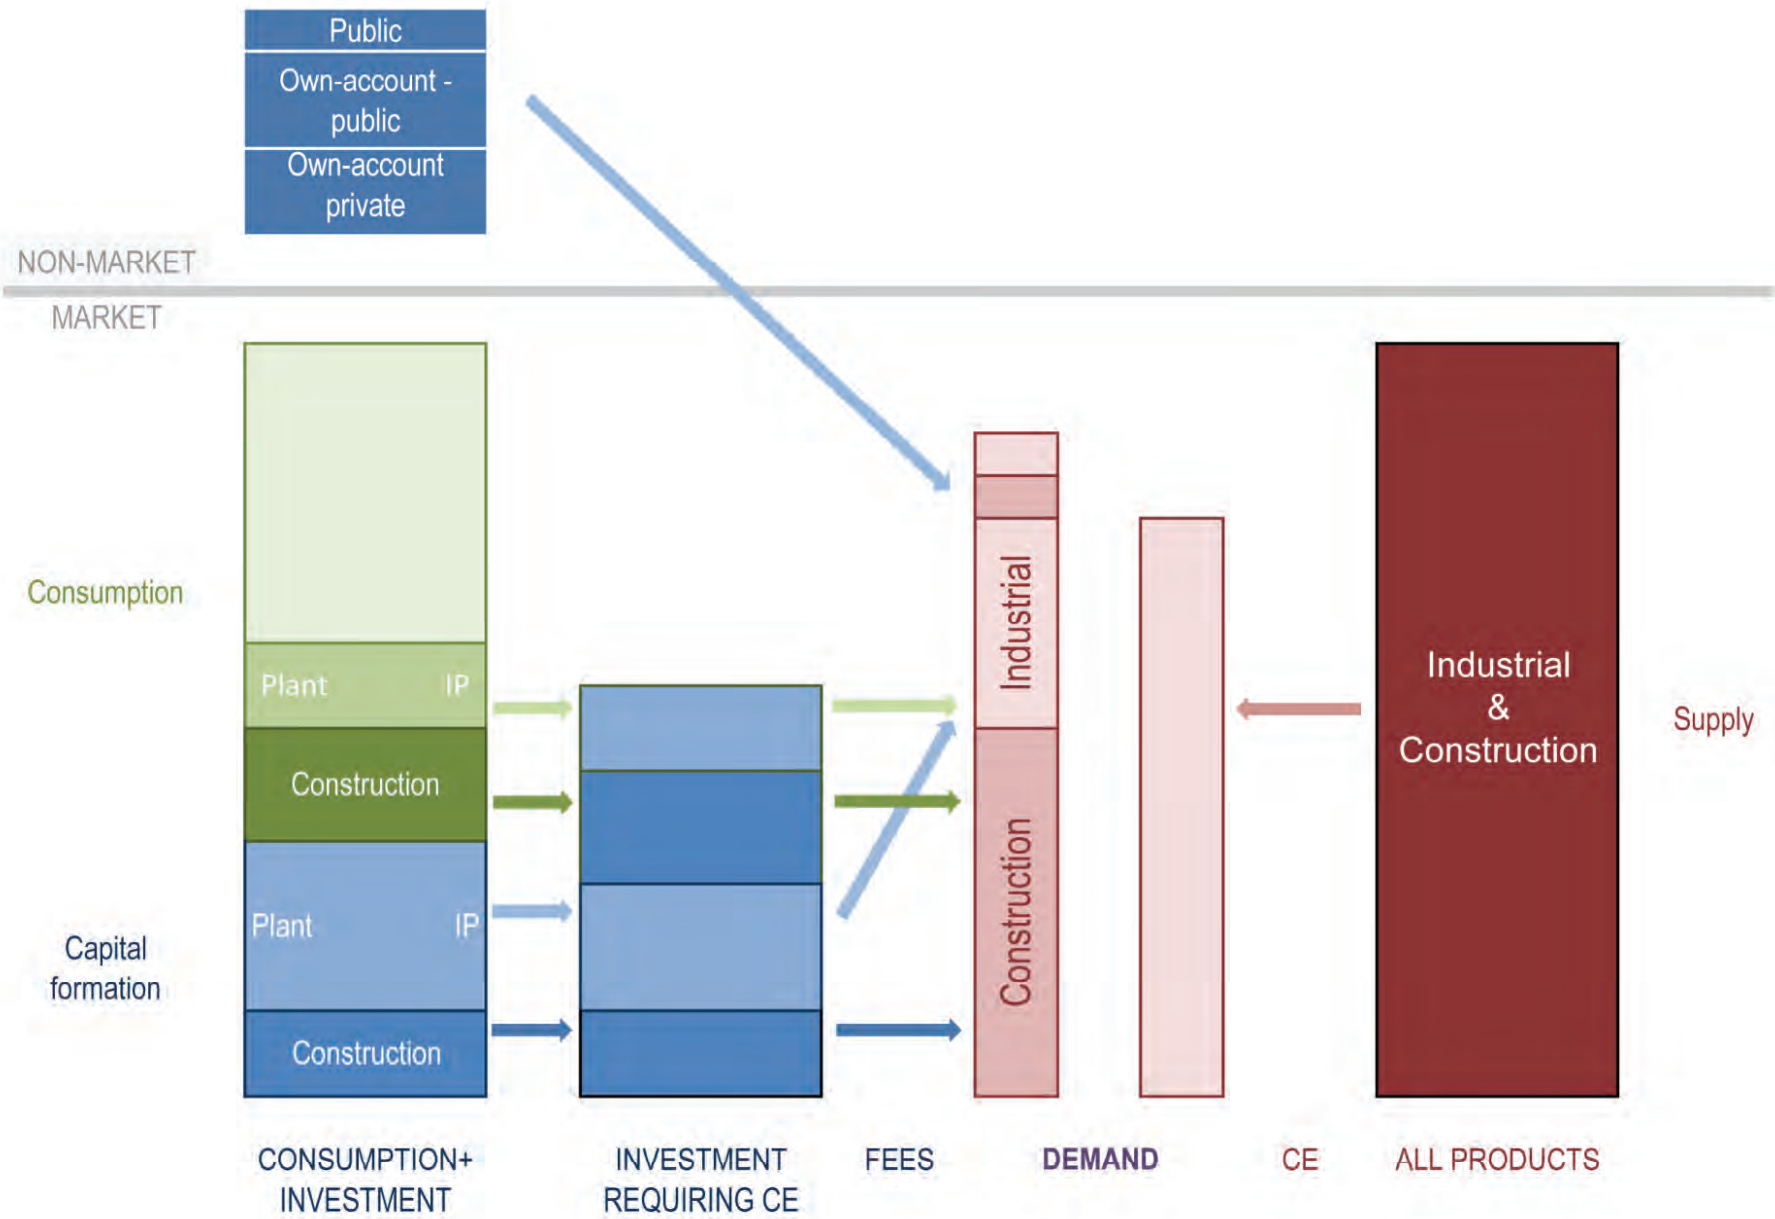 Public
Own-account -
public
Own-account
private
NON-MARKET
MARKET
Consumption
Plant IP
Construction
Capital
formation
Plant IP
Construction
Industrial
Construction
Industrial
&
Construction
Supply
CONSUMPTION+
INVESTMENT
INVESTMENT
REQUIRING CE
FEES
DEMAND
CE
ALL PRODUCTS